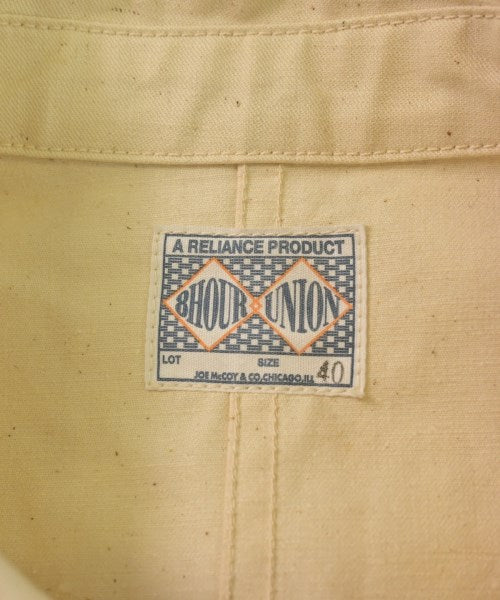 A RELIANCE PRODUCT
8HOUR UNION
LOT SIZE 40
JOE McCOY & CO,CHICAGO,ILL